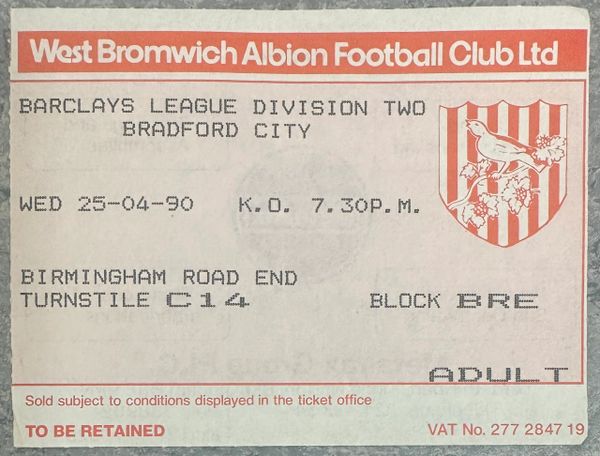 West Bromwich Albion Football Club Ltd
BARCLAYS LEAGUE DIVISION TWO
BRADFORD CITY
WED 25-04-90 K.O. 7.30P.M.
BIRMINGHAM ROAD END
TURNSTILE C14 BLOCK BRE
ADULT
Sold subject to conditions displayed in the ticket office
TO BE RETAINED VAT No. 277 2847 19